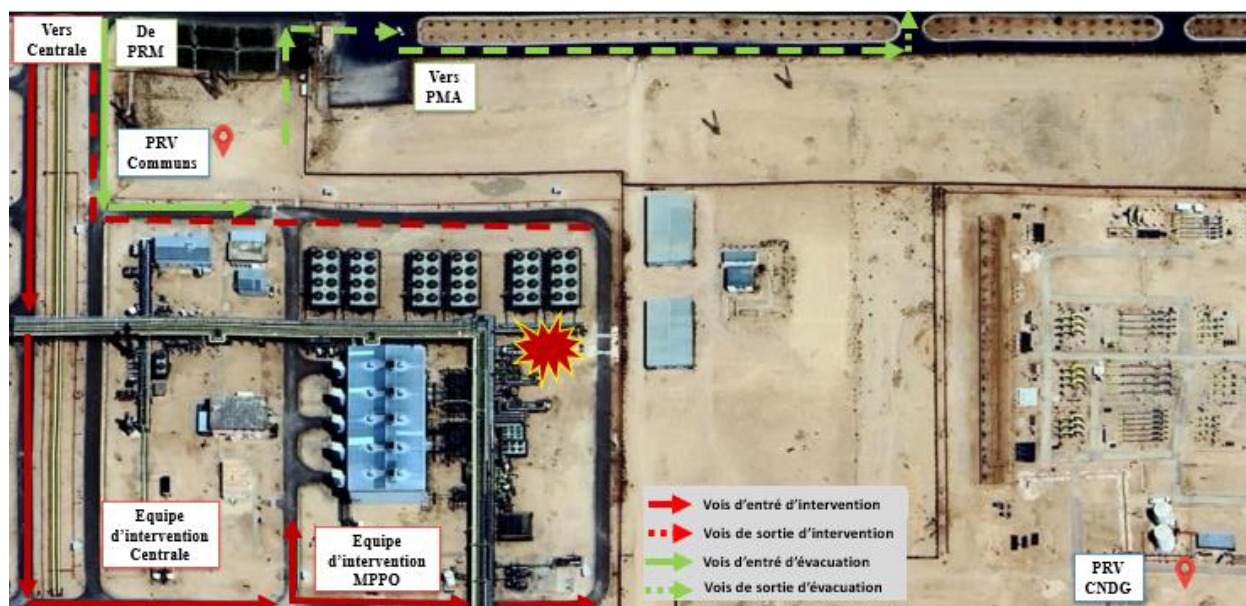 Vers
Centrale
De
PRM
Vers
PMA
PRV
Communs
Equipe
d'intervention
Centrale
Equipe
d'intervention
MPPO
Vois d'entré d'intervention
Vois de sortie d'intervention
Vois d'entré d'évacuation
Vois de sortie d'évacuation
PRV
CNDG